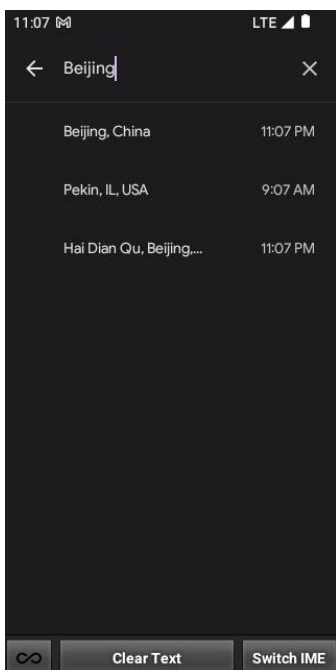 11:07 LTE
Beijing
Beijing, China 11:07 PM
Pekin, IL, USA 9:07 AM
Hai Dian Qu, Beijing,... 11:07 PM
Clear Text Switch IME